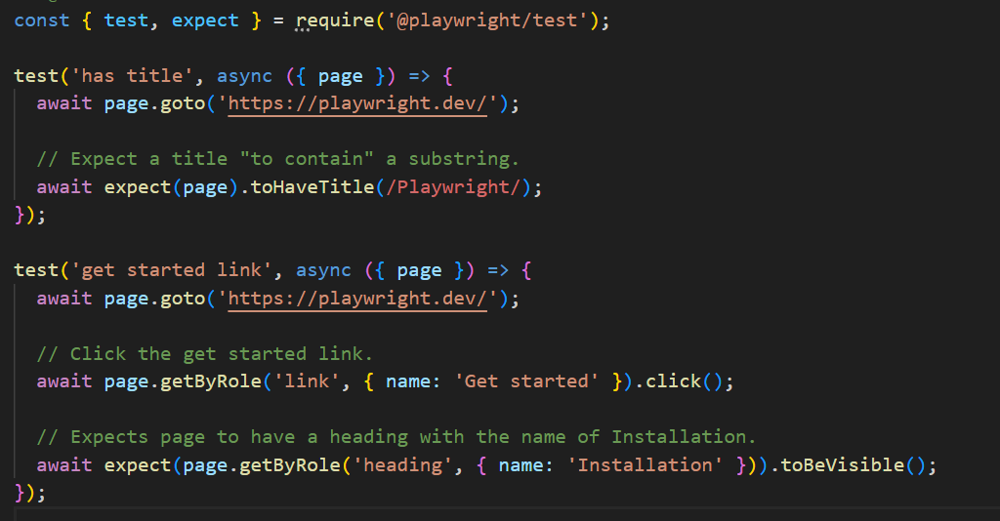 const { test, expect } = require('@playwright/test');
test('has title', async ({ page }) => {
await page.goto('https://playwright.dev/');
// Expect a title "to contain" a substring.
await expect(page).toHaveTitle(/Playwright/);
});
test('get started link', async ({ page }) => {
await page.goto('https://playwright.dev/');
// Click the get started link.
await page.getByRole('link', { name: 'Get started' }).click();
// Expects page to have a heading with the name of Installation.
await expect(page.getByRole('heading', { name: 'Installation' })).toBeVisible();
});